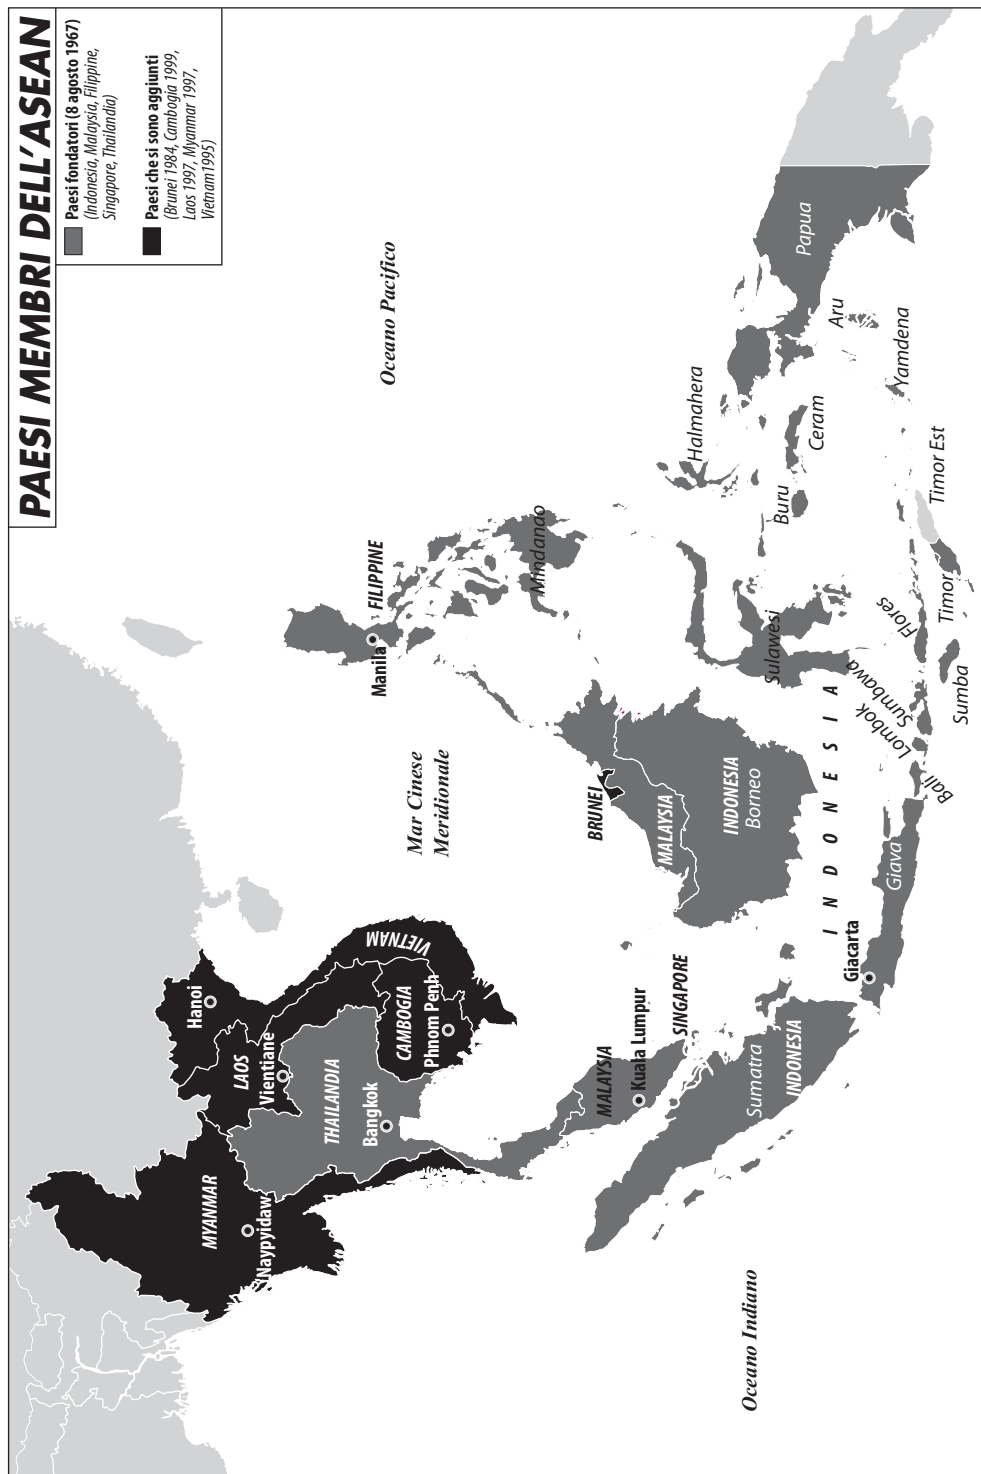 PAESI MEMBRI DELL'ASEAN
Paesi fondatori (8 agosto 1967)
(Indonesia, Malaysia, Filippine,
Singapore, Thailandia)
Paesi che si sono aggiunti
(Brunei 1984, Cambogia 1999,
Laos 1997, Myanmar 1997,
Vietnam1995)
MYANMAR
Naypyidaw
LAOS
Hanoi
Vientiane
THAILANDIA
Bangkok
VIETNAM
CAMBOGIA
Phnom Penh
Mar Cinese
Meridionale
FILIPPINE
Manila
Oceano Pacifico
Mindanao
BRUNEI
MALAYSIA
Kuala Lumpur
SINGAPORE
MALAYSIA
INDONESIA
Borneo
Halmahera
Sumatra
INDONESIA
Oceano Indiano
Sulawesi
Buru
Ceram
Papua
Aru
INDONESIA
Giacarta
Giava
Bali
Lombok
Sumbawa
Flores
Sumba
Timor
Timor Est
Yamdena